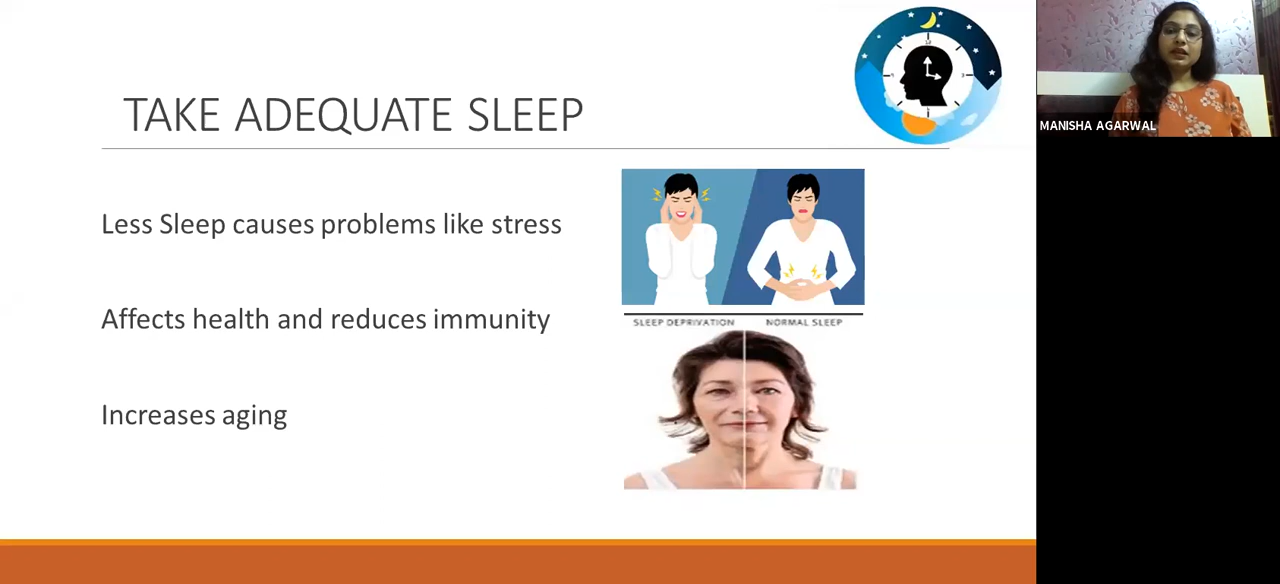 TAKE ADEQUATE SLEEP
MANISHA AGARWAL
Less Sleep causes problems like stress
Affects health and reduces immunity
SLEEP DEPRIVATION
NORMAL SLEEP
Increases aging